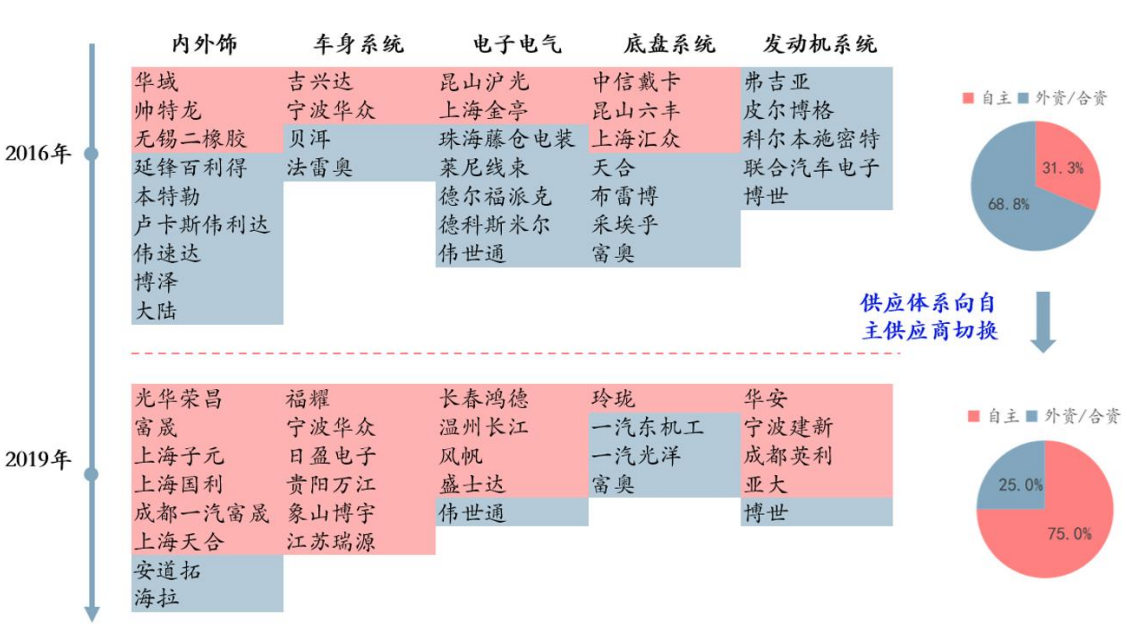 内外饰 车身系统 电子电气 底盘系统 发动机系统
2016年
华域 吉兴达 昆山沪光 中信戴卡 弗吉亚
帅特龙 宁波华众 上海金亭 昆山六丰 皮尔博格
无锡二橡胶 贝洱 珠海藤仓电装 上海汇众 科尔本施密特
延锋百利得 法雷奥 莱尼线束 天合 联合汽车电子
本特勒 德尔福派克 布雷博 博世
卢卡斯伟利达 德科斯米尔 采埃孚
伟速达 伟世通 富奥
博泽
大陆
自主 外资/合资
31.3%
68.8%
供应体系向自
主供应商切换
2019年
光华荣昌 福耀 长春鸿德 玲珑 华安
富晟 宁波华众 温州长江 一汽东机工 宁波建新
上海子元 日盈电子 风帆 一汽光洋 成都英利
上海国利 贵阳万江 盛士达 富奥 亚大
成都一汽富晟 象山博宇 伟世通 博世
上海天合 江苏瑞源
安道拓
海拉
自主 外资/合资
25.0%
75.0%